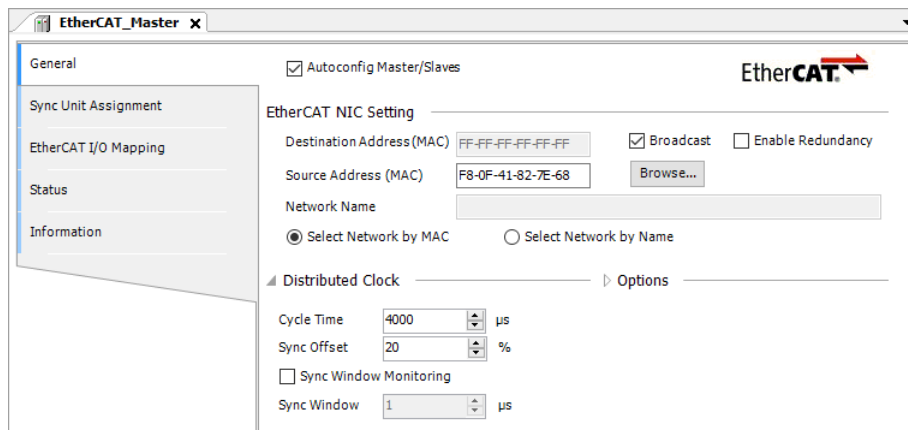 EtherCAT_Master
General
Autoconfig Master/Slaves
EtherCAT.
Sync Unit Assignment
EtherCAT NIC Setting
EtherCAT I/O Mapping
Destination Address (MAC) FF-FF-FF-FF-FF-FF Broadcast Enable Redundancy
Status
Source Address (MAC) F8-0F-41-82-7E-68 Browse...
Network Name
Information
Select Network by MAC Select Network by Name
Distributed Clock Options
Cycle Time 4000 µs
Sync Offset 20 %
Sync Window Monitoring
Sync Window 1 µs